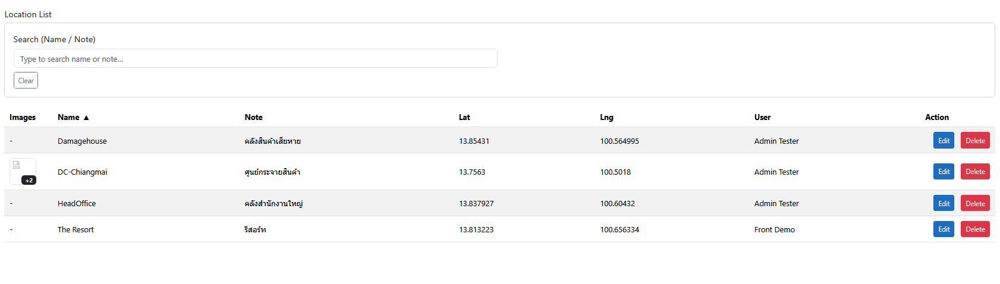 Location List
Search (Name / Note)
Type to search name or note...
Clear
Images Name ▲ Note Lat Lng User Action
- Damagehouse คลังสินค้าเสียหาย 13.85431 100.564995 Admin Tester Edit Delete
+2 DC-Chiangmai ศูนย์กระจายสินค้า 13.7563 100.5018 Admin Tester Edit Delete
- HeadOffice คลังสำนักงานใหญ่ 13.837927 100.60432 Admin Tester Edit Delete
- The Resort รีสอร์ท 13.813223 100.656334 Front Demo Edit Delete